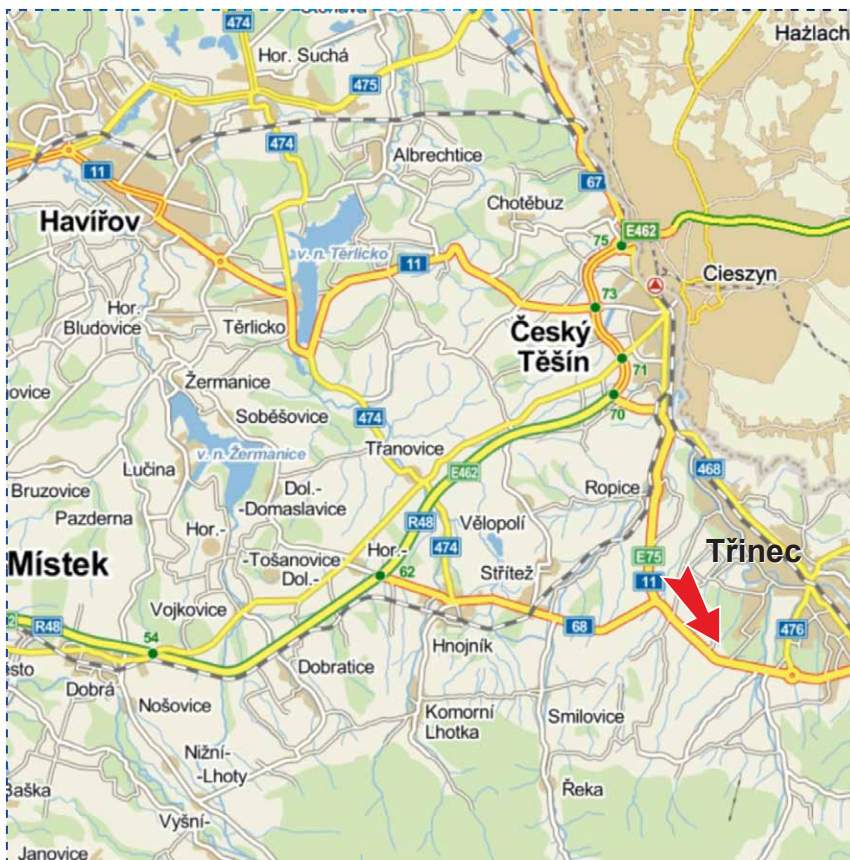 474
Hor. Suchá
475
Hażlach
474
Albrechtice
11
67
Chotěbuz
Havířov
75
E462
v. n. Těrlicko
11
Cieszyn
73
Hor.
Bludovice
Těrlicko
Český
Těšín
71
Žermanice
70
Soběšovice
474
Třanovice
v. n. Žermanice
E462
468
Lučina
Bruzovice
Dol.-
-Domaslavice
Ropice
Pazderna
R48
Vělopolí
Hor.-
Hor.-
474
Třinec
Místek
-Tošanovice
Dol.-
62
E75
Střítež
11
Vojkovice
R48
68
476
54
Hnojník
Dobrá
Dobratice
Nošovice
Komorní
Lhotka
Smilovice
Nižní-
-Lhoty
Řeka
Baška
Vyšní-
Janovice